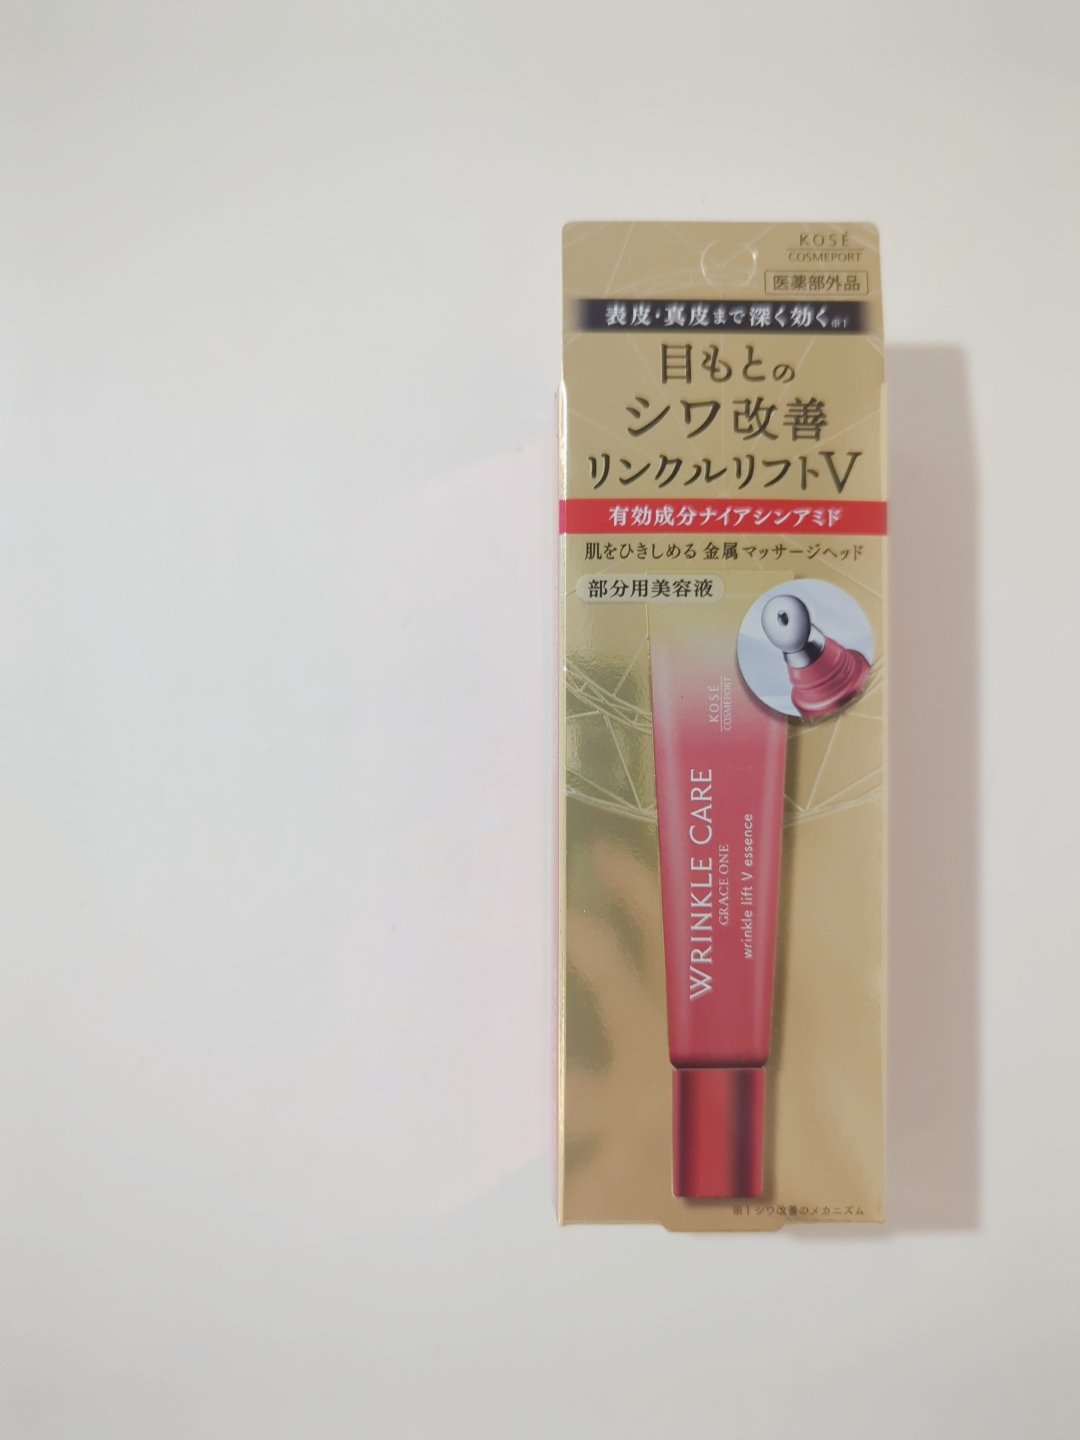 KOSÉ
COSMEPORT
医薬部外品
表皮・真皮まで深く効く※1
目もとの
シワ改善
リンクルリフトV
有効成分ナイアシンアミド
肌をひきしめる 金属マッサージヘッド
部分用美容液
KOSÉ
COSMEPORT
WRINKLE CARE
GRACE ONE
wrinkle lift V essence
※1 シワ改善のメカニズム